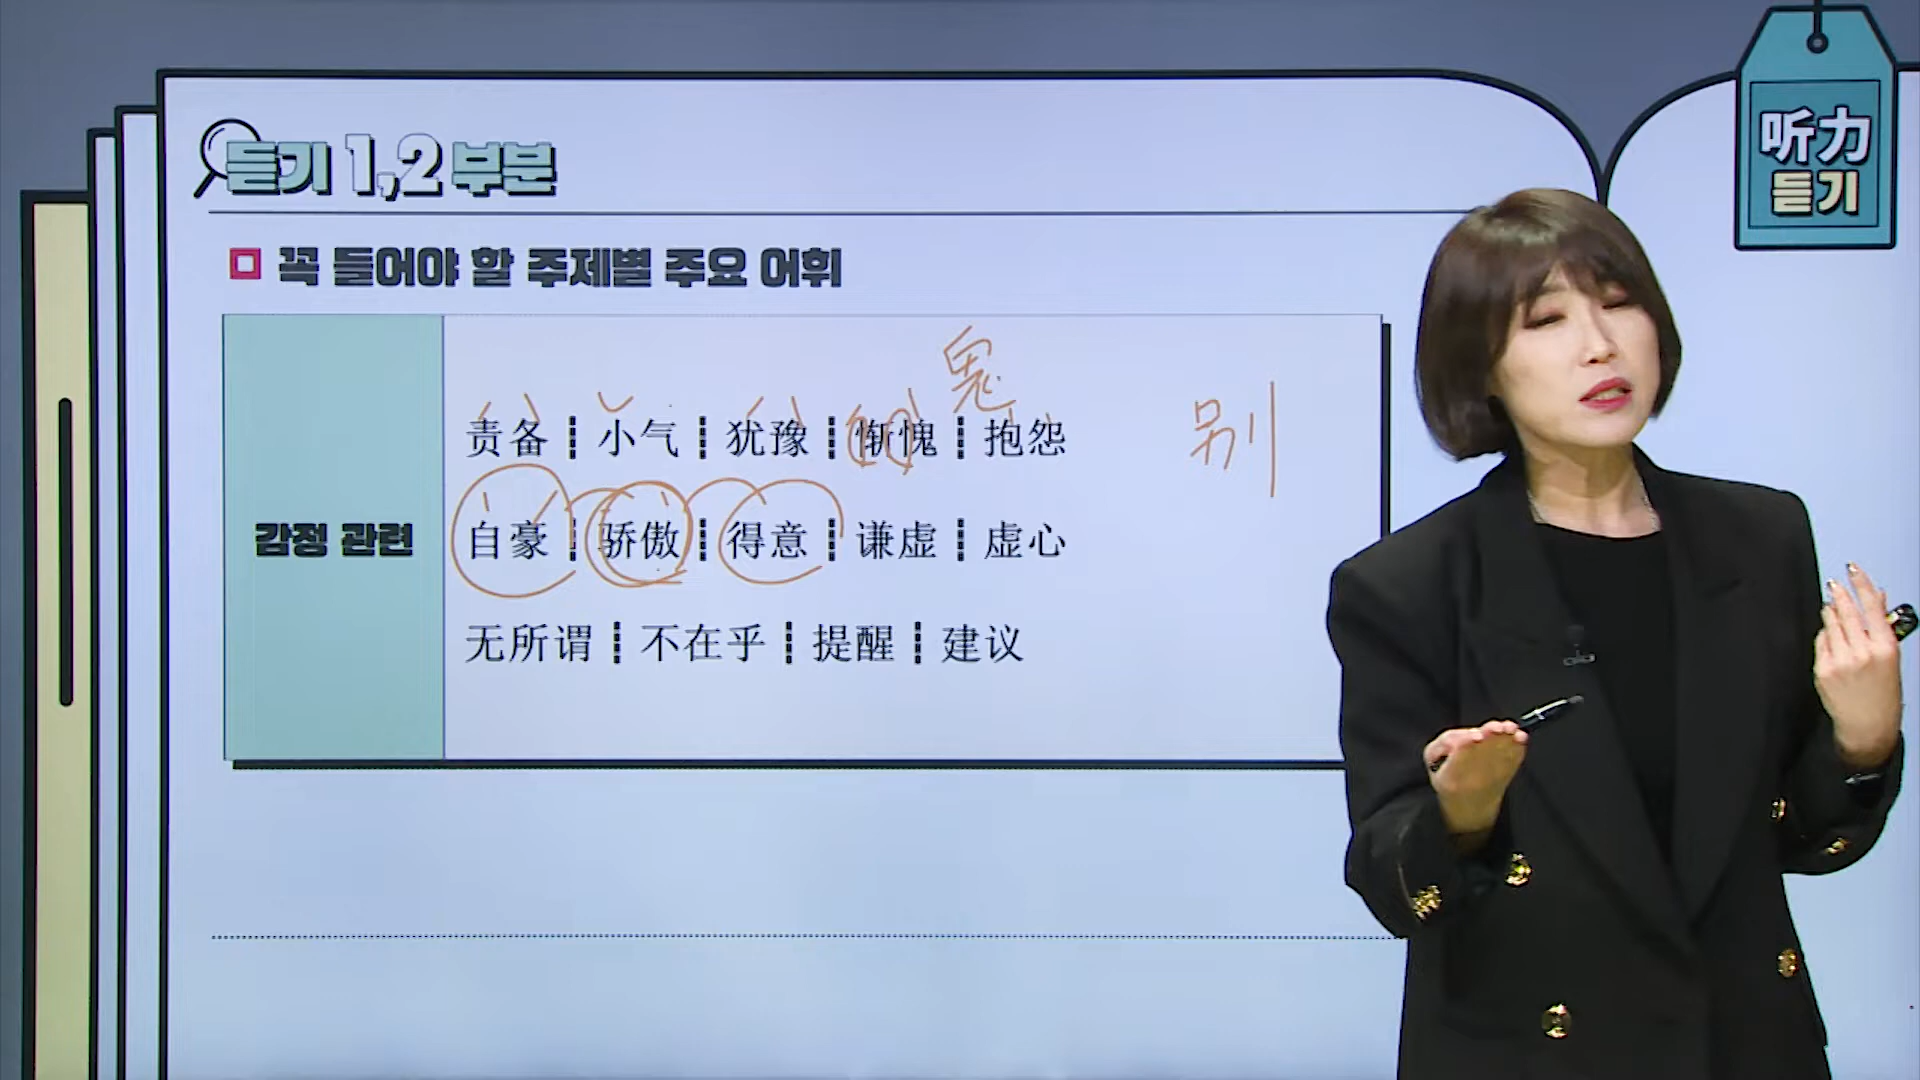 听力
듣기
듣기 1,2 부분
꼭 들어야 할 주제별 주요 어휘
감정 관련
鬼
责备 ┆ 小气 ┆ 犹豫 ┆ 惭愧 ┆ 抱怨
别
自豪 ┆ 骄傲 ┆ 得意 ┆ 谦虚 ┆ 虚心
无所谓 ┆ 不在乎 ┆ 提醒 ┆ 建议